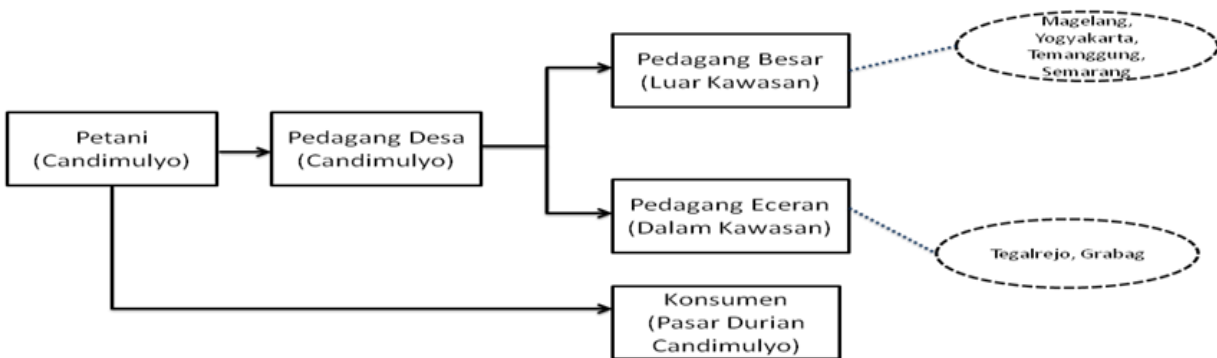 Petani
(Candimulyo)
Pedagang Desa
(Candimulyo)
Pedagang Besar
(Luar Kawasan)
Magelang,
Yogyakarta,
Temanggung,
Semarang
Pedagang Eceran
(Dalam Kawasan)
Tegalrejo, Grabag
Konsumen
(Pasar Durian
Candimulyo)